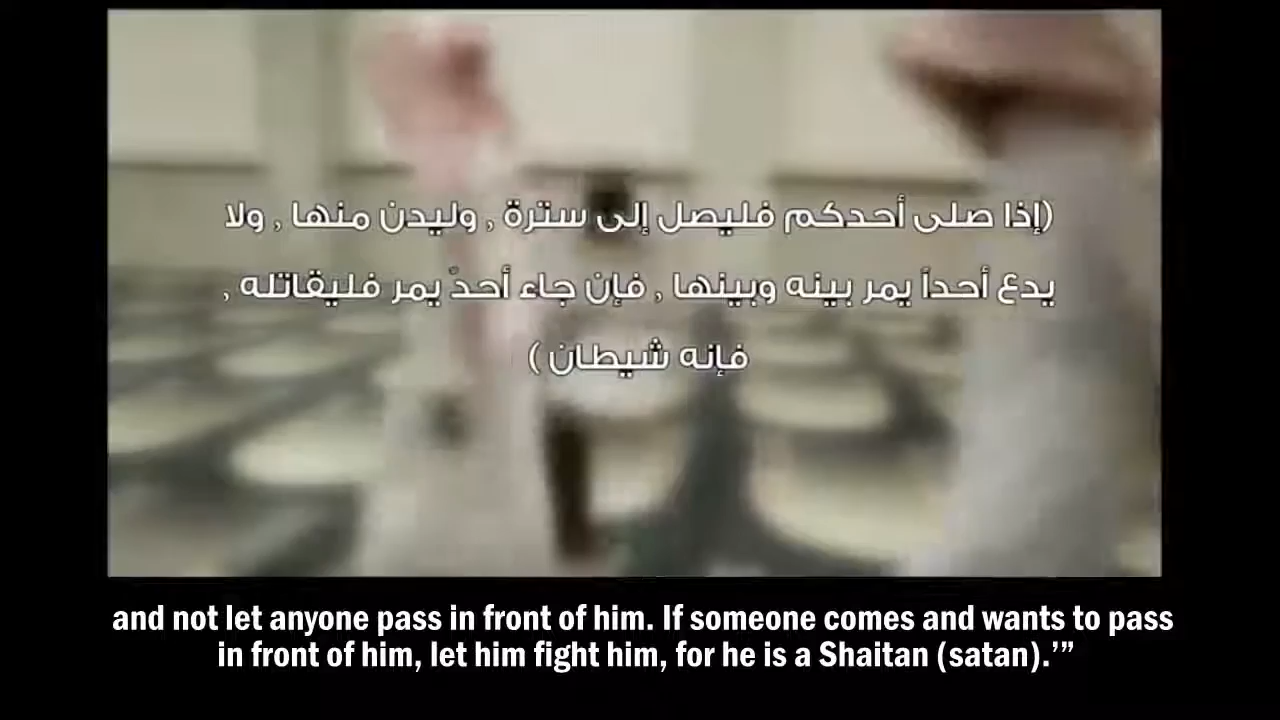 (إذا صلى أحدكم فليصل إلى سترة , وليدن منها , ولا
يدع أحداً يمر بينه وبينها , فإن جاء أحدّ يمر فليقاتله ,
فإنه شيطان )
and not let anyone pass in front of him. If someone comes and wants to pass
in front of him, let him fight him, for he is a Shaitan (satan).’”